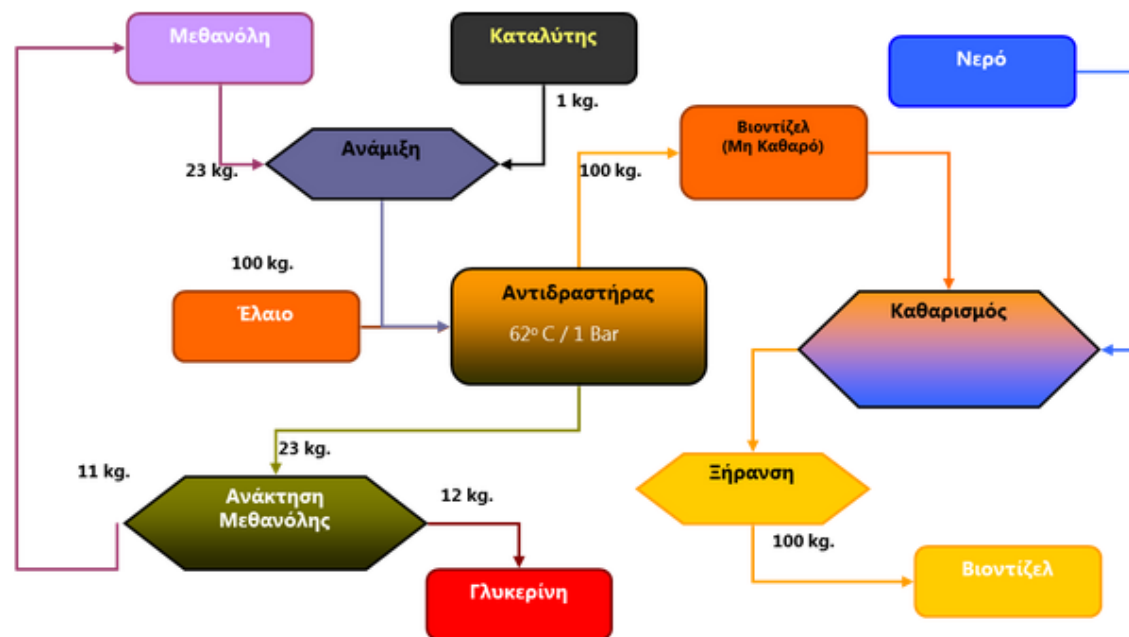 Μεθανόλη
Καταλύτης
Νερό
1 kg.
Βιοντίζελ
(Μη Καθαρό)
Ανάμιξη
23 kg.
100 kg.
100 kg.
Έλαιο
Αντιδραστήρας
62º C / 1 Bar
Καθαρισμός
23 kg.
11 kg.
Ανάκτηση
Μεθανόλης
12 kg.
Ξήρανση
100 kg.
Γλυκερίνη
Βιοντίζελ